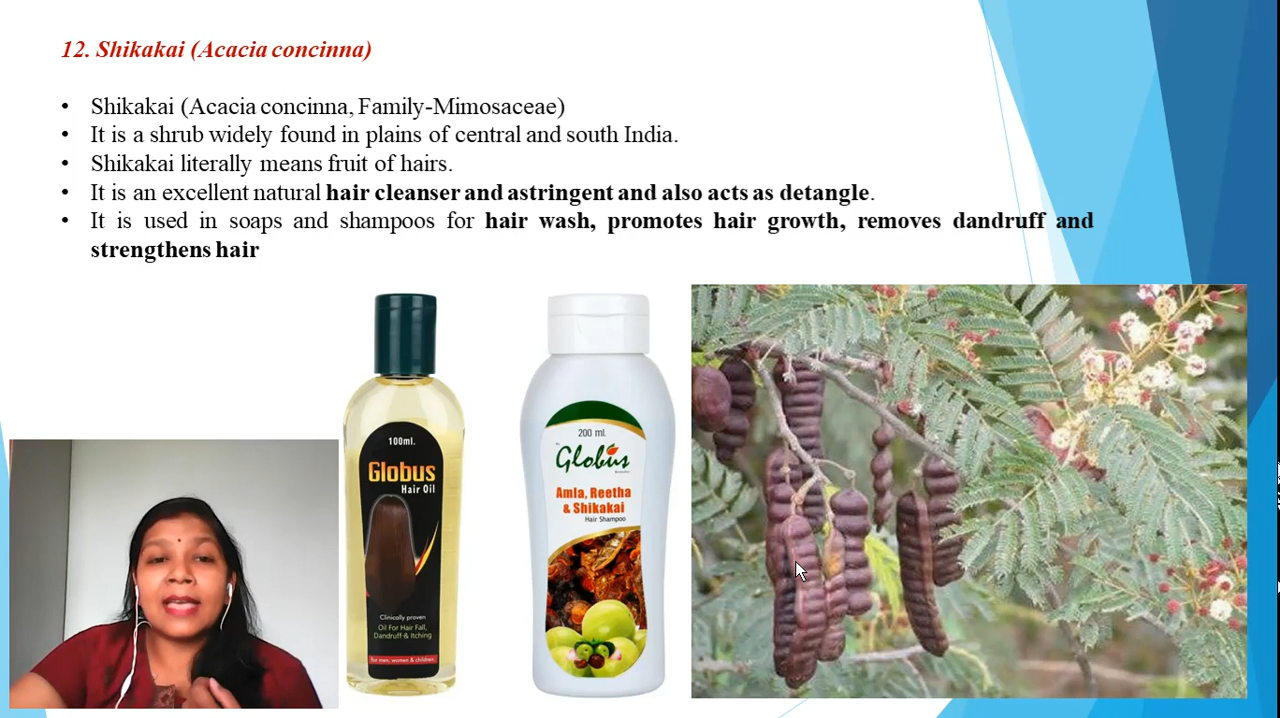 12. Shikakai (Acacia concinna)
• Shikakai (Acacia concinna, Family-Mimosaceae)
• It is a shrub widely found in plains of central and south India.
• Shikakai literally means fruit of hairs.
• It is an excellent natural hair cleanser and astringent and also acts as detangle.
• It is used in soaps and shampoos for hair wash, promotes hair growth, removes dandruff and
strengthens hair
100ml.
Globus
Hair Oil
Clinically proven
Oil For Hair Fall,
Dandruff & Itching
for men, women & children
200 ml.
Globus
Amla, Reetha
& Shikakai
Hair Shampoo